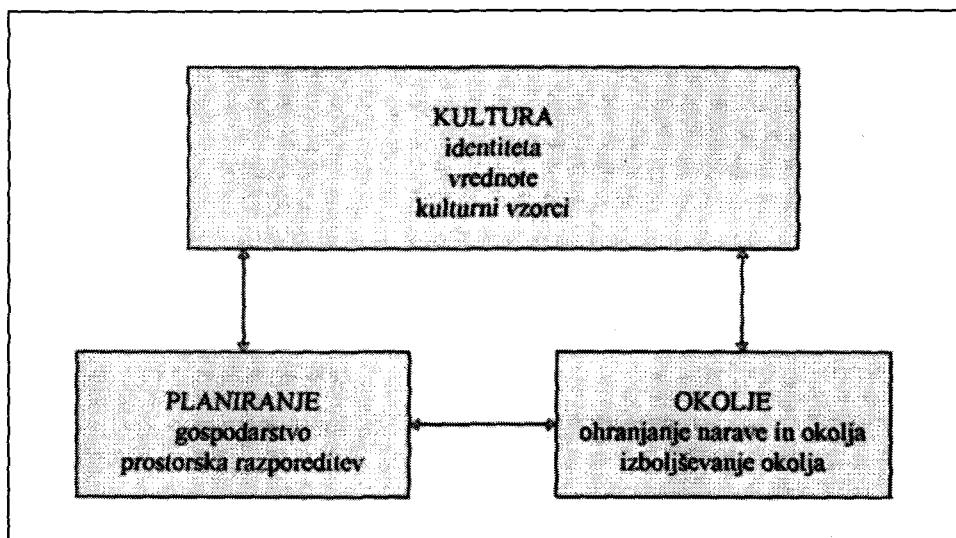 KULTURA
identiteta
vrednote
kulturni vzorci
PLANIRANJE
gospodarstvo
prostorska razporeditev
OKOLJE
ohranjanje narave in okolja
izboljševanje okolja